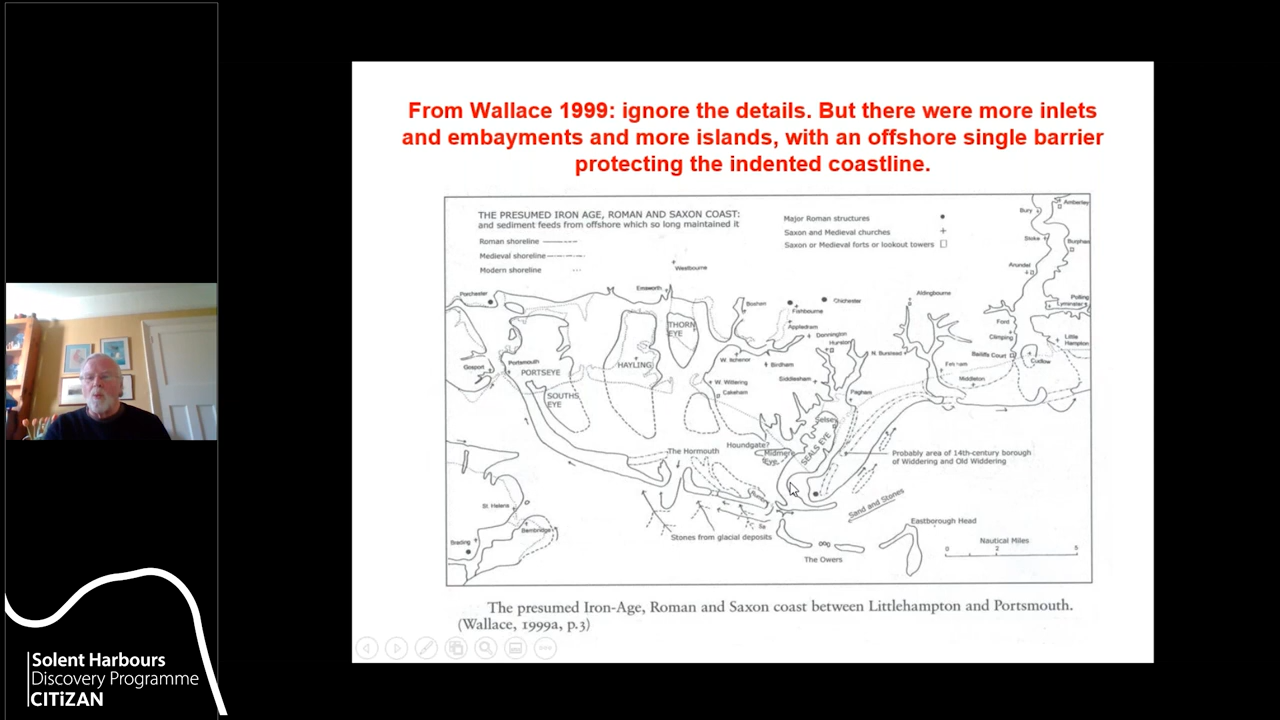 From Wallace 1999: ignore the details. But there were more inlets
and embayments and more islands, with an offshore single barrier
protecting the indented coastline.
THE PRESUMED IRON AGE, ROMAN AND SAXON COAST:
and sediment feeds from offshore which so long maintained it
Roman shoreline
Medieval shoreline
Modern shoreline
Major Roman structures
Saxon and Medieval churches
Saxon or Medieval forts or lookout towers
Amberley
Bury
Stoke
Arundel
Westbourne
Emsworth
Porchester
Bosham
Chichester
Fishbourne
Aldingbourne
Lyminster
Ford
Appledram
Donnington
Hunston
THORN
EYE
Climping
Little
Hampton
Portsmouth
HAYLING
W. Itchenor
Birdham
N. Bursted
Bailiffs Court
Cudlow
Gosport
PORTSEYE
Siddlesham
Middleton
W. Wittering
Cakeham
Pagham
SOUTHS
EYE
Selsey
SEALS EYE
Houndgate?
Midmere
Eye
The Hormouth
Probably area of 14th-century borough
of Widdering and Old Widdering
St. Helens
Bembridge
Brading
Sand and Stones
Stones from glacial deposits
Eastborough Head
Nautical Miles
0 2 5
The Owers
The presumed Iron-Age, Roman and Saxon coast between Littlehampton and Portsmouth.
(Wallace, 1999a, p.3)
Solent Harbours
Discovery Programme
CITiZAN